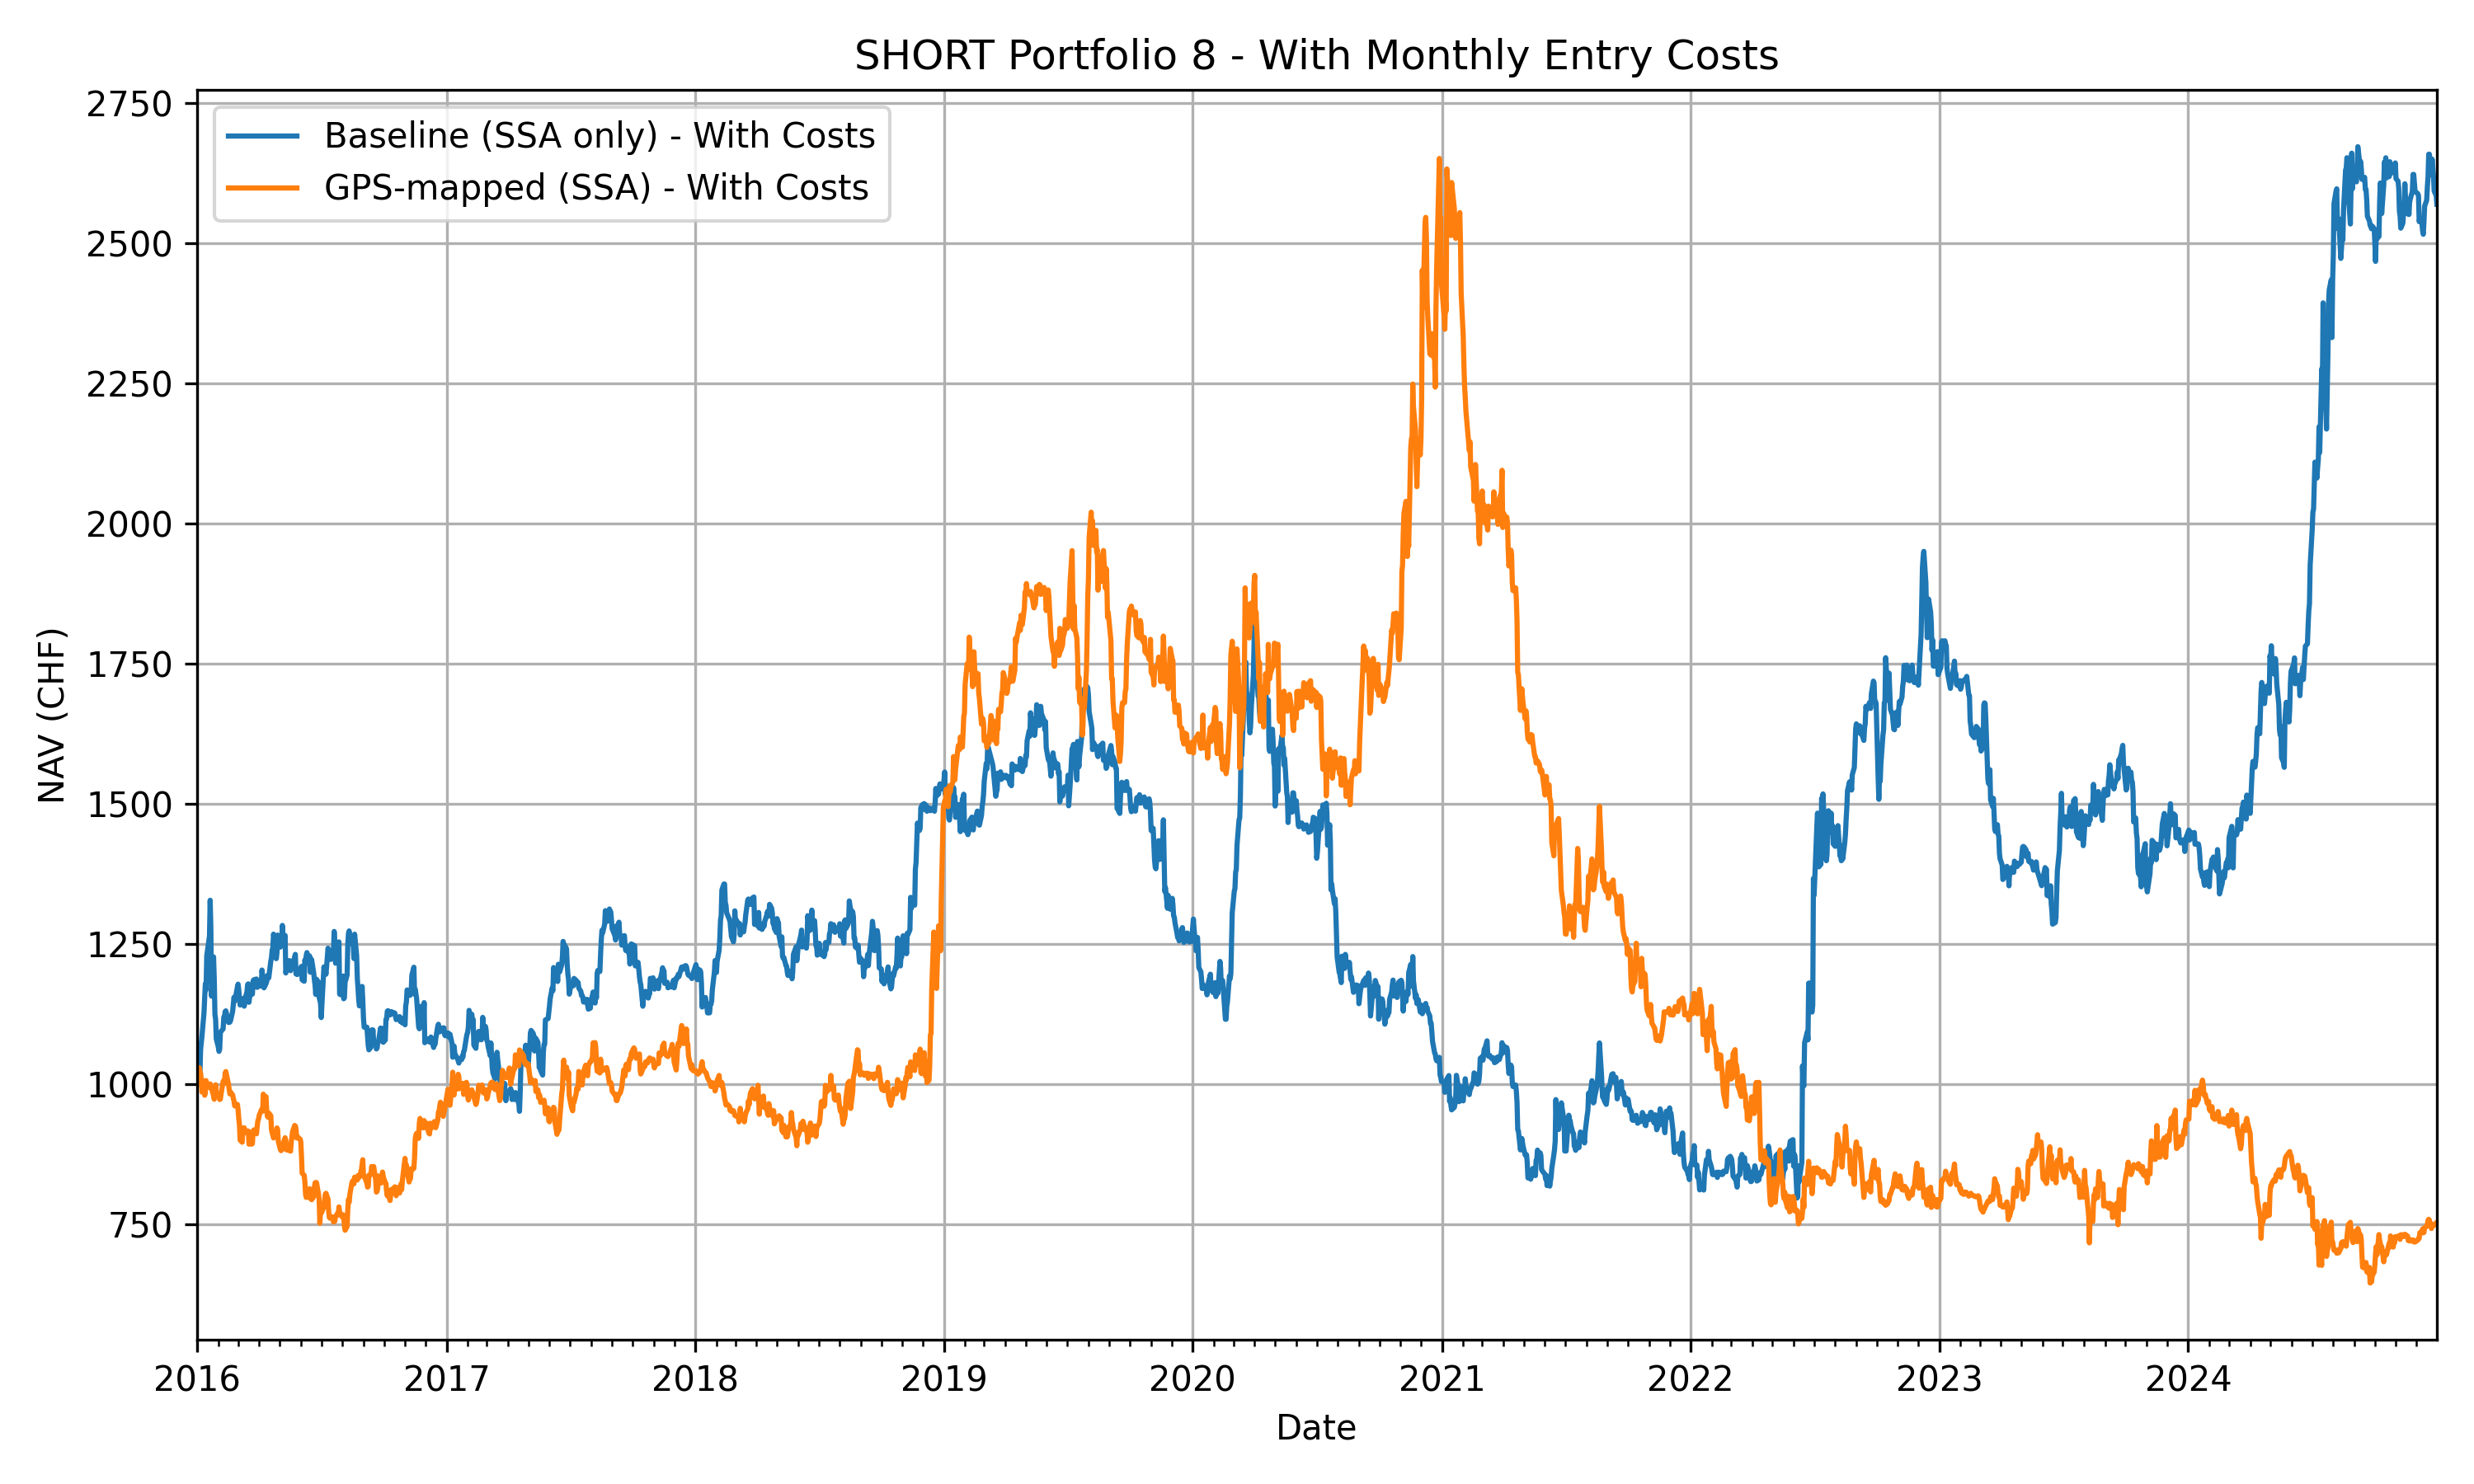 SHORT Portfolio 8 - With Monthly Entry Costs
Baseline (SSA only) - With Costs
GPS-mapped (SSA) - With Costs
2750
2500
2250
2000
1750
1500
1250
1000
750
NAV (CHF)
2016 2017 2018 2019 2020 2021 2022 2023 2024
Date